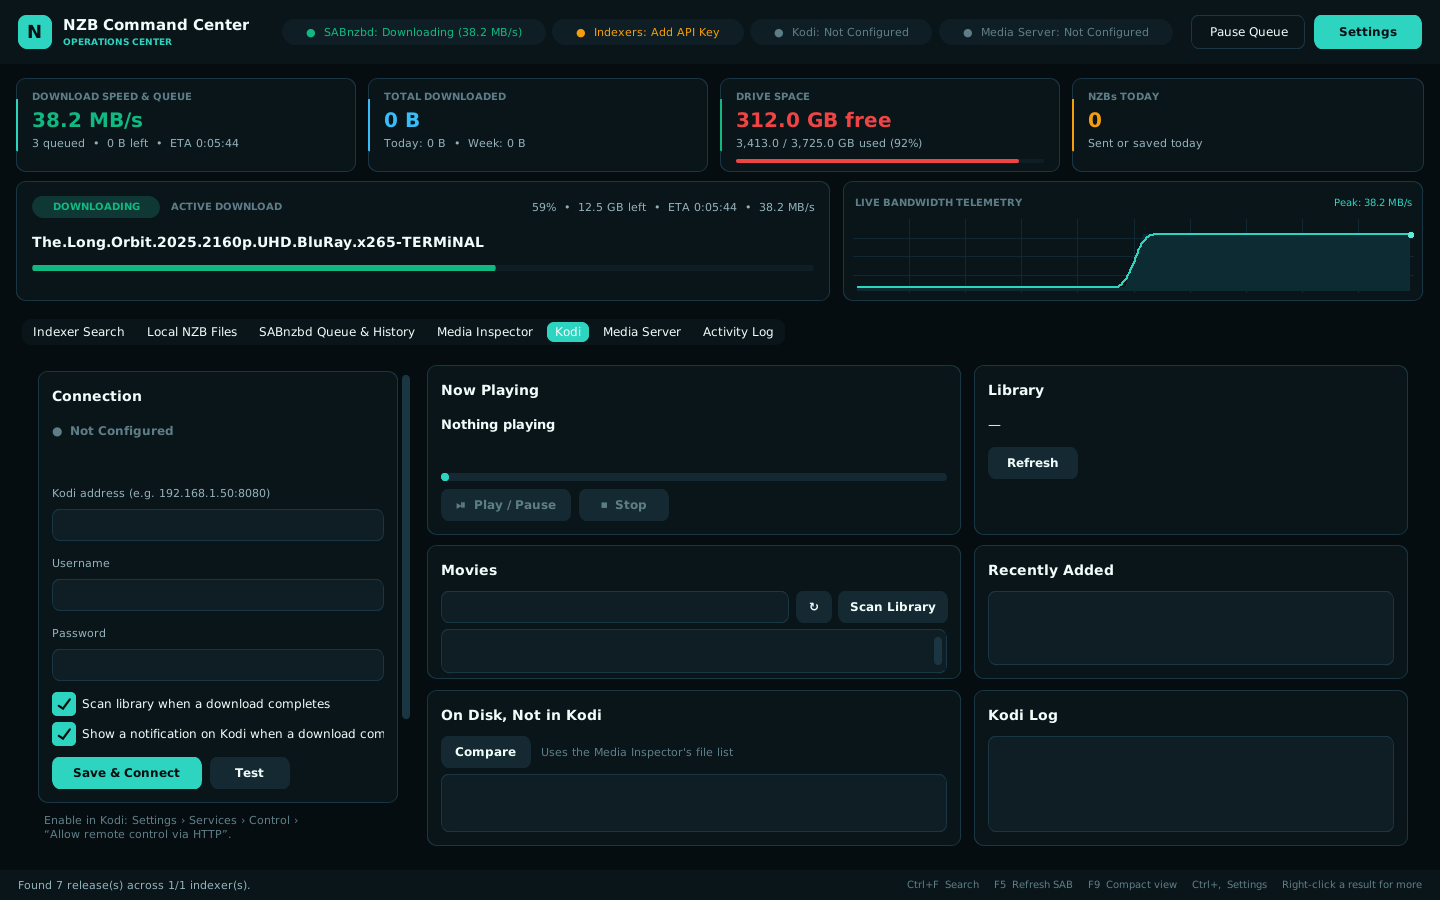 N NZB Command Center
OPERATIONS CENTER
● SABnzbd: Downloading (38.2 MB/s)
● Indexers: Add API Key
● Kodi: Not Configured
● Media Server: Not Configured
Pause Queue
Settings
DOWNLOAD SPEED & QUEUE
38.2 MB/s
3 queued • 0 B left • ETA 0:05:44
TOTAL DOWNLOADED
0 B
Today: 0 B • Week: 0 B
DRIVE SPACE
312.0 GB free
3,413.0 / 3,725.0 GB used (92%)
NZBs TODAY
0
Sent or saved today
DOWNLOADING ACTIVE DOWNLOAD
59% • 12.5 GB left • ETA 0:05:44 • 38.2 MB/s
The.Long.Orbit.2025.2160p.UHD.BluRay.x265-TERMiNAL
LIVE BANDWIDTH TELEMETRY
Peak: 38.2 MB/s
Indexer Search
Local NZB Files
SABnzbd Queue & History
Media Inspector
Kodi
Media Server
Activity Log
Connection
● Not Configured
Kodi address (e.g. 192.168.1.50:8080)
Username
Password
Scan library when a download completes
Show a notification on Kodi when a download com
Save & Connect
Test
Enable in Kodi: Settings › Services › Control ›
“Allow remote control via HTTP”.
Now Playing
Nothing playing
⏯ Play / Pause
⏹ Stop
Library
—
Refresh
Movies
↻
Scan Library
Recently Added
On Disk, Not in Kodi
Compare
Uses the Media Inspector's file list
Kodi Log
Found 7 release(s) across 1/1 indexer(s).
Ctrl+F Search F5 Refresh SAB F9 Compact view Ctrl+, Settings Right-click a result for more